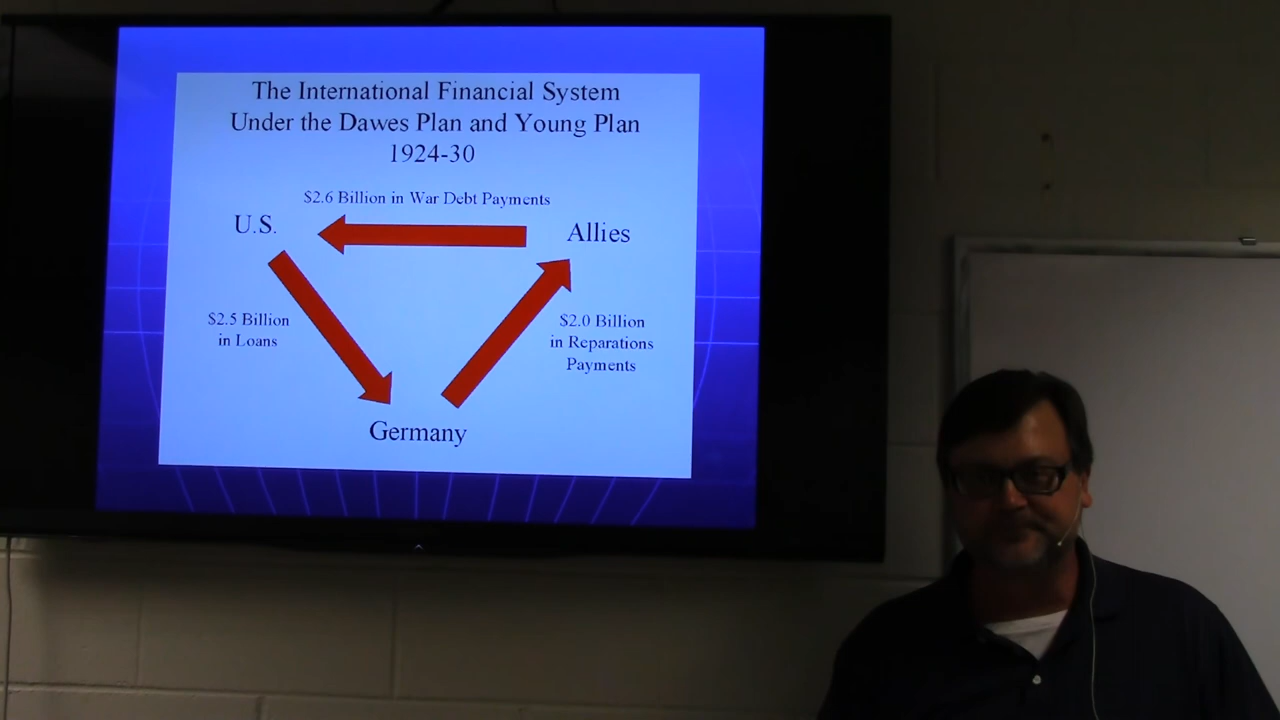 The International Financial System
Under the Dawes Plan and Young Plan
1924-30
$2.6 Billion in War Debt Payments
U.S.
Allies
$2.5 Billion
in Loans
$2.0 Billion
in Reparations
Payments
Germany